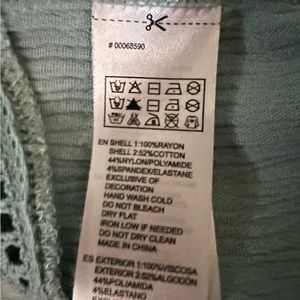 # 00068590
EN SHELL 1:100%RAYON
SHELL 2:52%COTTON
44%NYLON/POLYAMIDE
4%SPANDEX/ELASTANE
EXCLUSIVE OF
DECORATION
HAND WASH COLD
DO NOT BLEACH
DRY FLAT
IRON LOW IF NEEDED
DO NOT DRY CLEAN
MADE IN CHINA
ES EXTERIOR 1:100%VISCOSA
EXTERIOR 2:52%ALGODÓN
44%POLIAMIDA
4%ELASTANO